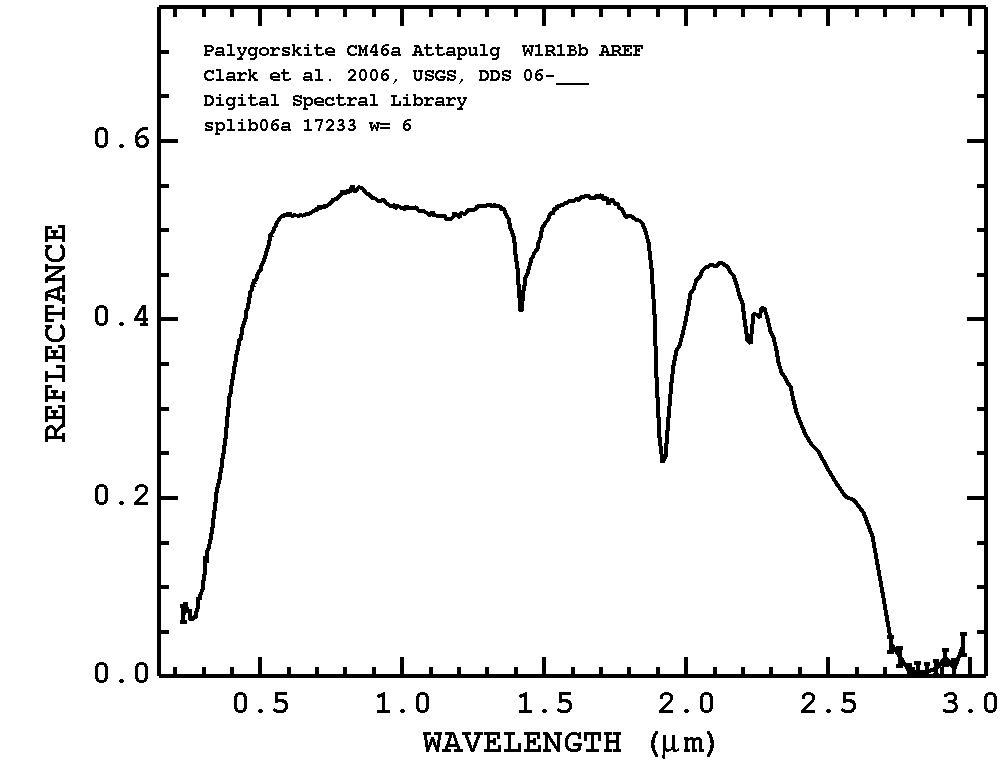 Palygorskite CM46a Attapulg W1R1Bb AREF
Clark et al. 2006, USGS, DDS 06-___
Digital Spectral Library
splib06a 17233 w= 6
0.6
0.4
0.2
0.0
REFLECTANCE
0.5 1.0 1.5 2.0 2.5 3.0
WAVELENGTH (μm)